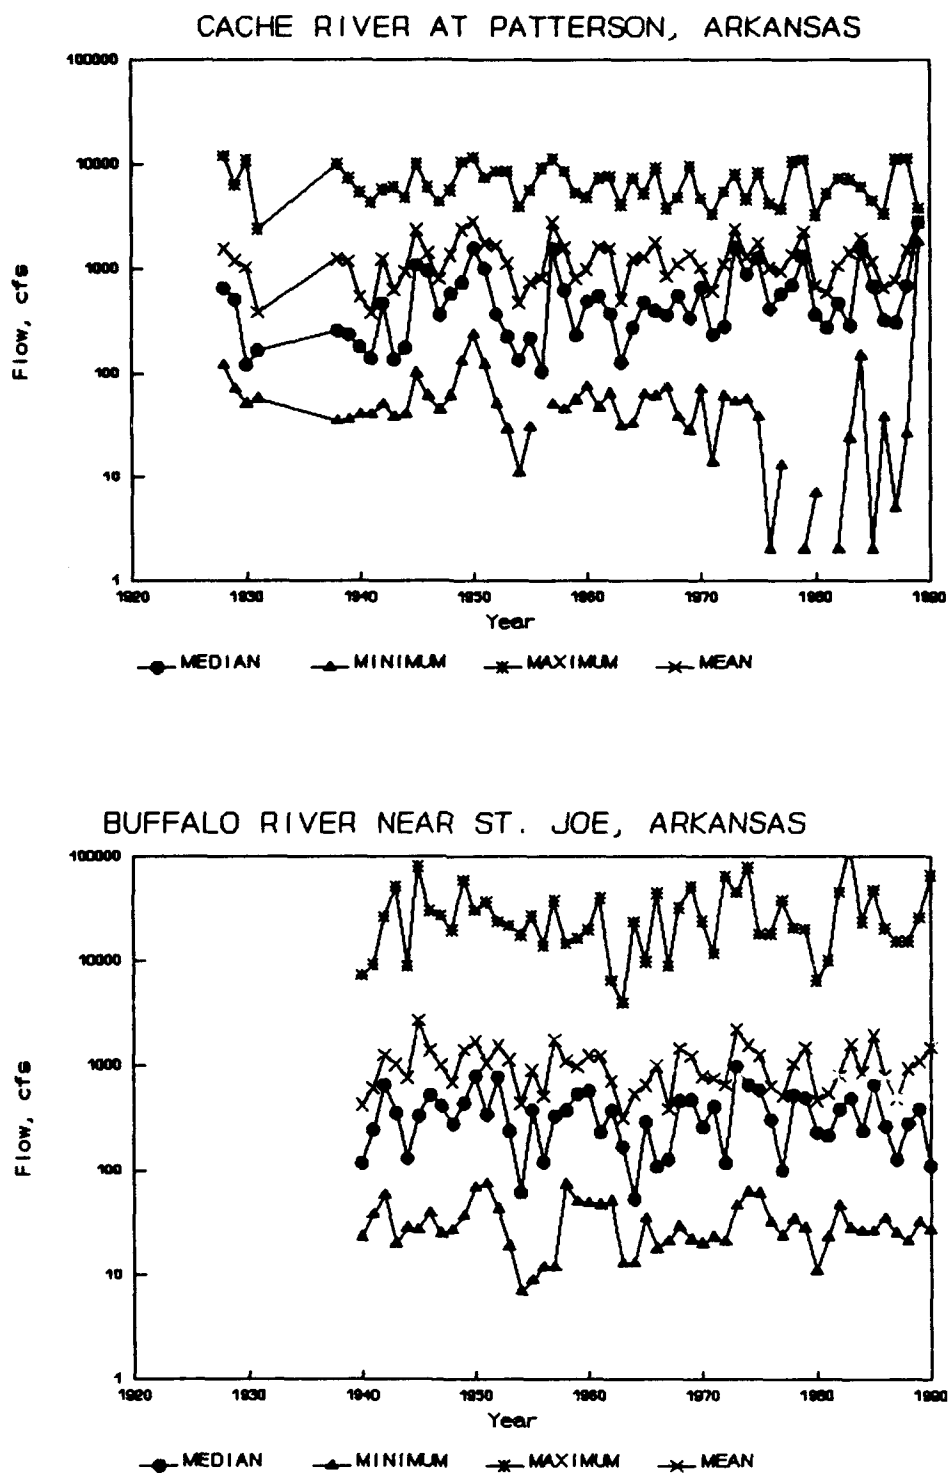 CACHE RIVER AT PATTERSON, ARKANSAS
100000
10000
1000
100
10
1
Flow, cfs
1920 1930 1940 1950 1960 1970 1980 1990
Year
MEDIAN MINIMUM MAXIMUM MEAN
BUFFALO RIVER NEAR ST. JOE, ARKANSAS
100000
10000
1000
100
10
1
Flow, cfs
1920 1930 1940 1950 1960 1970 1980 1990
Year
MEDIAN MINIMUM MAXIMUM MEAN